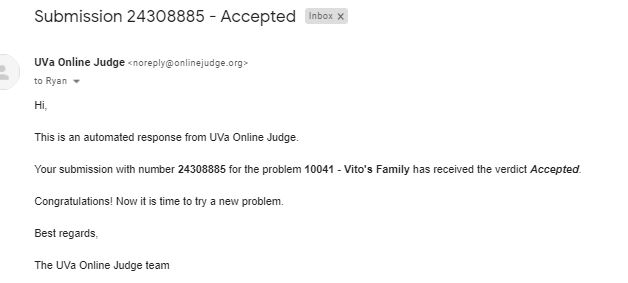 Submission 24308885 - Accepted Inbox x
UVa Online Judge <noreply@onlinejudge.org>
to Ryan
Hi,
This is an automated response from UVa Online Judge.
Your submission with number 24308885 for the problem 10041 - Vito's Family has received the verdict Accepted.
Congratulations! Now it is time to try a new problem.
Best regards,
The UVa Online Judge team